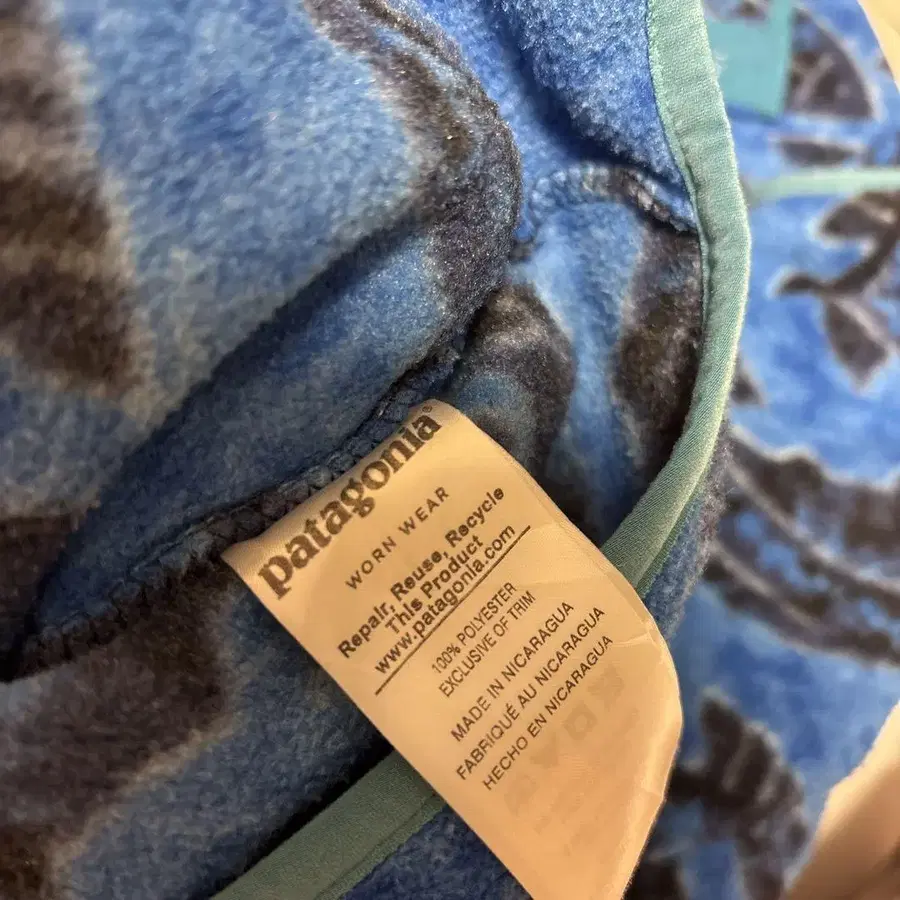 patagonia®
WORN WEAR
Repair, Reuse, Recycle
This Product
www.patagonia.com
100% POLYESTER
EXCLUSIVE OF TRIM
MADE IN NICARAGUA
FABRIQUÉ AU NICARAGUA
HECHO EN NICARAGUA